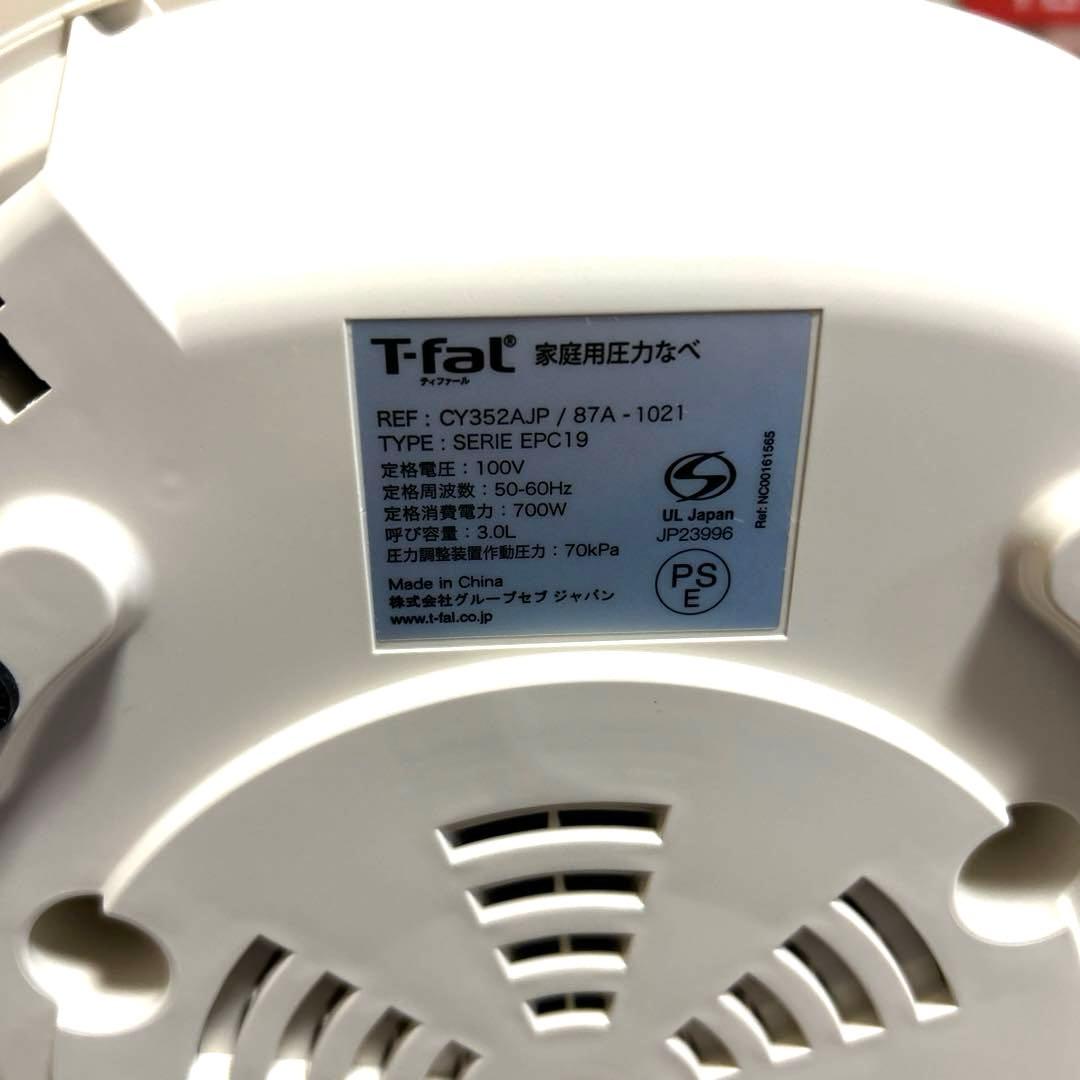 T-fal® 家庭用圧力なべ
ティファール
REF : CY352AJP / 87A - 1021
TYPE : SERIE EPC19
定格電圧 : 100V
定格周波数 : 50-60Hz
定格消費電力 : 700W
呼び容量 : 3.0L
圧力調整装置作動圧力 : 70kPa
Made in China
株式会社グループセブ ジャパン
www.t-fal.co.jp
S
UL Japan
JP23996
PS
E
Ref: NC00161565